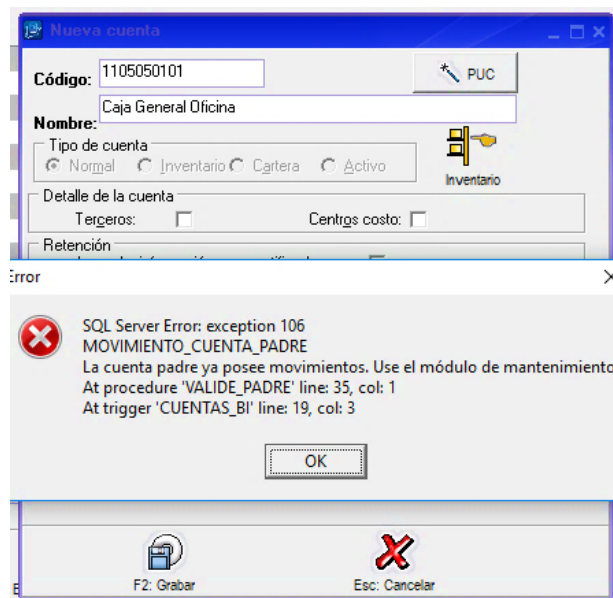 Nueva cuenta
Código: 1105050101
PUC
Nombre: Caja General Oficina
Tipo de cuenta
Normal Inventario Cartera Activo
Inventario
Detalle de la cuenta
Terceros: Centros costo:
Retención
Error
SQL Server Error: exception 106
MOVIMIENTO_CUENTA_PADRE
La cuenta padre ya posee movimientos. Use el módulo de mantenimiento
At procedure 'VALIDE_PADRE' line: 35, col: 1
At trigger 'CUENTAS_BI' line: 19, col: 3
OK
F2: Grabar Esc: Cancelar